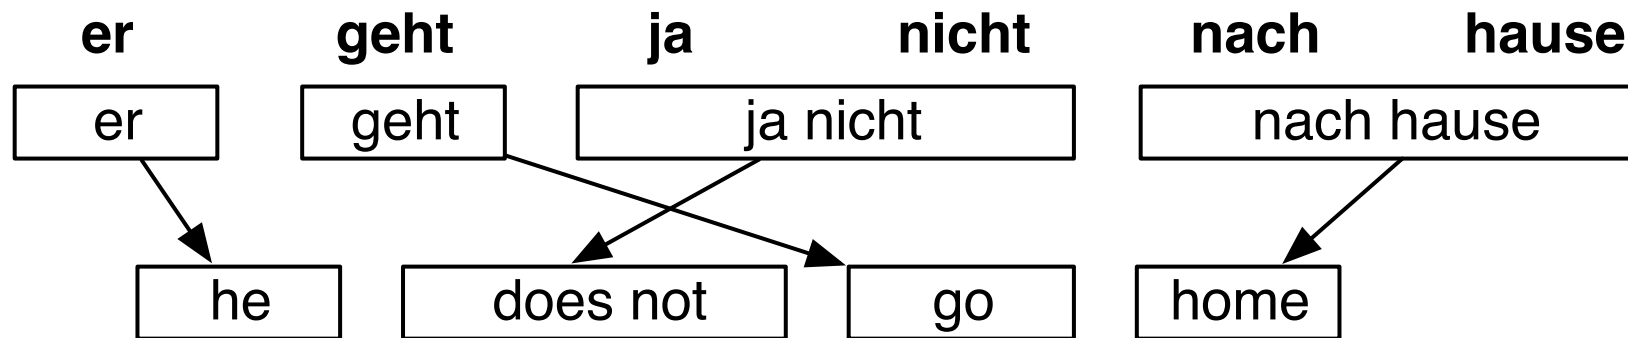 er geht ja nicht nach hause
er geht ja nicht nach hause
he does not go home